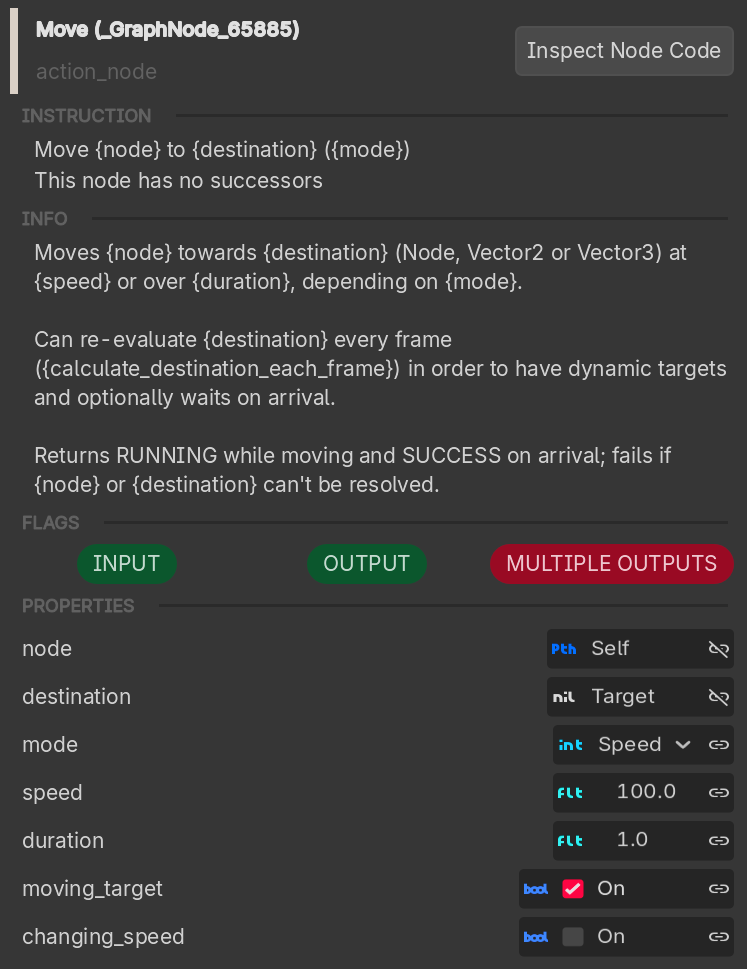 Move (_GraphNode_65885)
action_node
Inspect Node Code
INSTRUCTION
Move {node} to {destination} ({mode})
This node has no successors
INFO
Moves {node} towards {destination} (Node, Vector2 or Vector3) at
{speed} or over {duration}, depending on {mode}.
Can re-evaluate {destination} every frame
({calculate_destination_each_frame}) in order to have dynamic targets
and optionally waits on arrival.
Returns RUNNING while moving and SUCCESS on arrival; fails if
{node} or {destination} can't be resolved.
FLAGS
INPUT OUTPUT MULTIPLE OUTPUTS
PROPERTIES
node Pth Self
destination nil Target
mode int Speed
speed flt 100.0
duration flt 1.0
moving_target bool On
changing_speed bool On